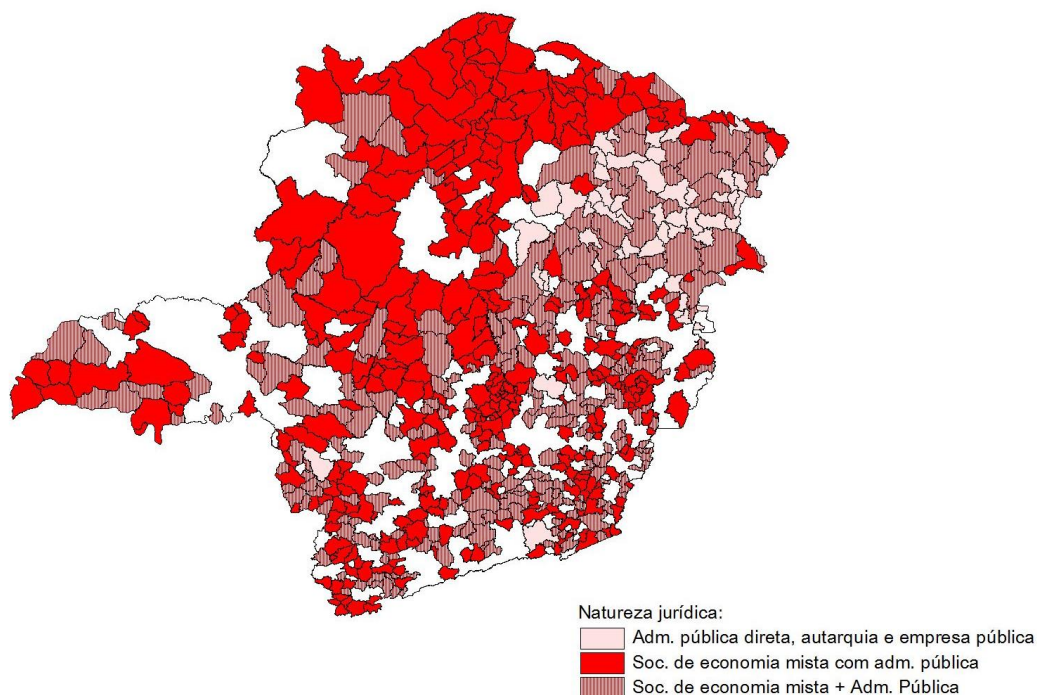 Natureza jurídica:
Adm. pública direta, autarquia e empresa pública
Soc. de economia mista com adm. pública
Soc. de economia mista + Adm. Pública